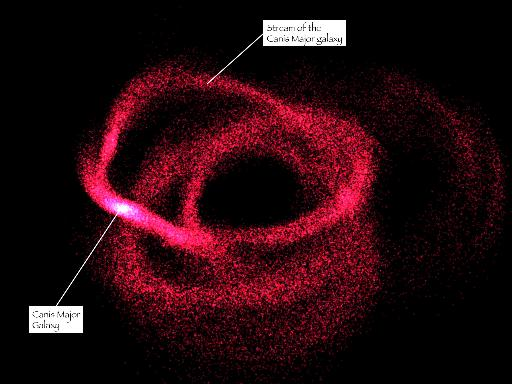 Stream of the
Canis Major galaxy
Canis Major
Galaxy